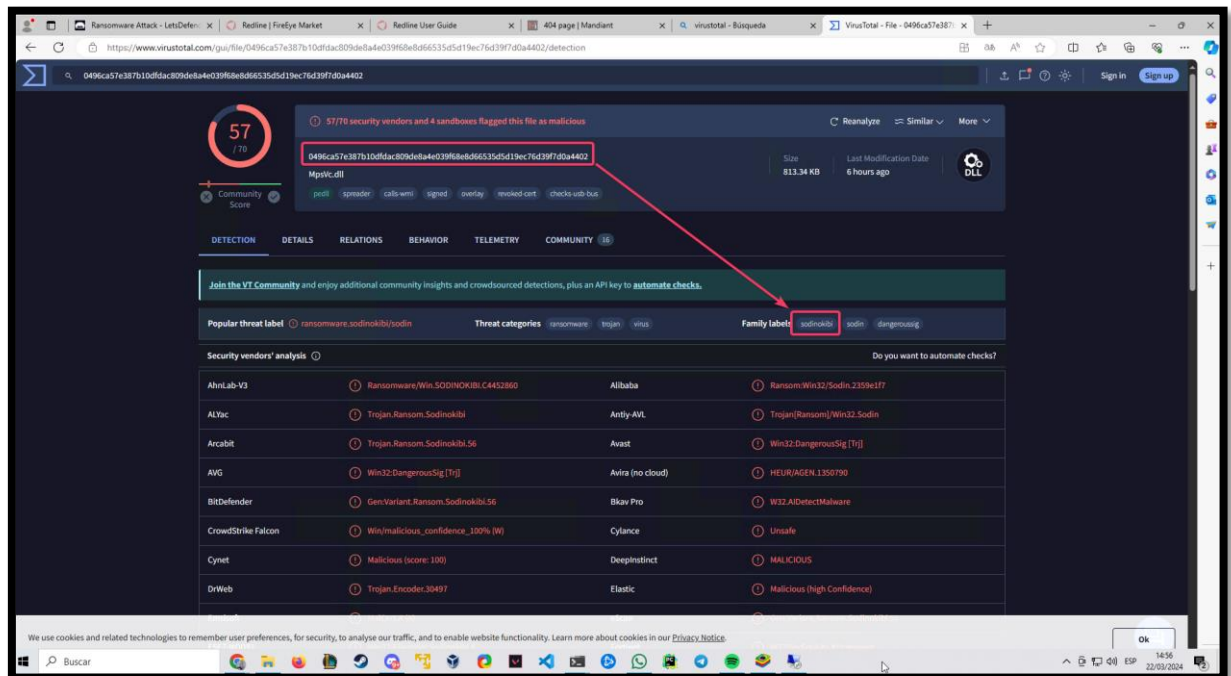 Ransomware Attack - LetsDefen
Redline | FireEye Market
Redline User Guide
404 page | Mandiant
virustotal - Búsqueda
VirusTotal - File - 0496ca57e387
https://www.virustotal.com/gui/file/0496ca57e387b10dfdac809de8a4e039f68e8d66535d5d19ec76d39f7d0a4402/detection
0496ca57e387b10dfdac809de8a4e039f68e8d66535d5d19ec76d39f7d0a4402
Sign in
Sign up
57
/ 70
Community
Score
57/70 security vendors and 4 sandboxes flagged this file as malicious
Reanalyze
Similar
More
0496ca57e387b10dfdac809de8a4e039f68e8d66535d5d19ec76d39f7d0a4402
MpsVc.dll
Size
813.34 KB
Last Modification Date
6 hours ago
DLL
pedll spreader calls-wmi signed overlay revoked-cert checks-usb-bus
DETECTION DETAILS RELATIONS BEHAVIOR TELEMETRY COMMUNITY 16
Join the VT Community and enjoy additional community insights and crowdsourced detections, plus an API key to automate checks.
Popular threat label ransomware.sodinokibi/sodin Threat categories ransomware trojan virus Family labels sodinokibi sodin dangeroussig
Security vendors' analysis Do you want to automate checks?
AhnLab-V3 Ransomware/Win.SODINOKIBI.C4452860 Alibaba Ransom:Win32/Sodin.2359e1f7
ALYac Trojan.Ransom.Sodinokibi Antiy-AVL Trojan[Ransom]/Win32.Sodin
Arcabit Trojan.Ransom.Sodinokibi.56 Avast Win32:DangerousSig [Trj]
AVG Win32:DangerousSig [Trj] Avira (no cloud) HEUR/AGEN.1350790
BitDefender Gen:Variant.Ransom.Sodinokibi.56 Bkav Pro W32.AIDetectMalware
CrowdStrike Falcon Win/malicious_confidence_100% (W) Cylance Unsafe
Cynet Malicious (score: 100) DeepInstinct MALICIOUS
DrWeb Trojan.Encoder.30497 Elastic Malicious (high Confidence)
We use cookies and related technologies to remember user preferences, for security, to analyse our traffic, and to enable website functionality. Learn more about cookies in our Privacy Notice.
Ok
Buscar
ESP
14:56
22/03/2024